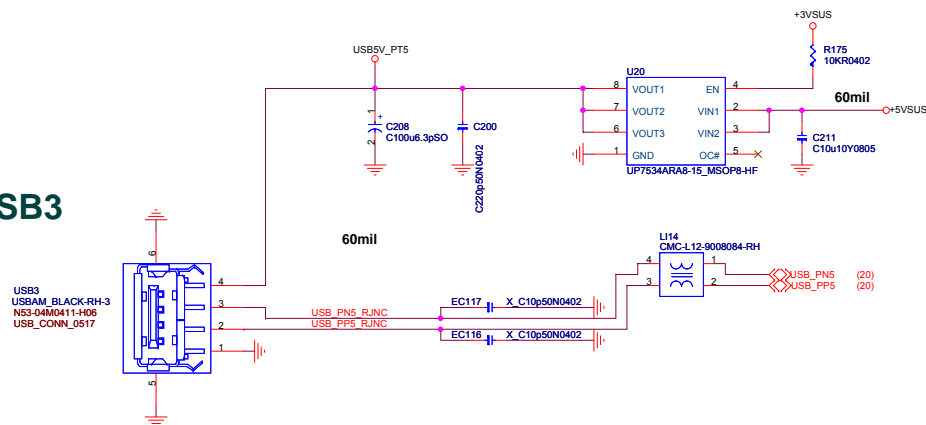 +3VSUS
R175
10KR0402
USB5V_PT5
U20
8 VOUT1 EN 4
60mil
7 VOUT2 VIN1 2
+5VSUS
6 VOUT3 VIN2 3
1 GND OC# 5
UP7534ARA8-15_MSOP8-HF
1
+
C208
C100u6.3pSO
2
C200
C220p50N0402
C211
C10u10Y0805
SB3
60mil
LI14
CMC-L12-9008084-RH
4 1
3 2
USB_PN5 (20)
USB_PP5 (20)
6
USB3
USBAM_BLACK-RH-3
N53-04M0411-H06
USB_CONN_0517
4
3
2
1
5
EC117 X_C10p50N0402
USB_PN5_RJNC
USB_PP5_RJNC
EC116 X_C10p50N0402